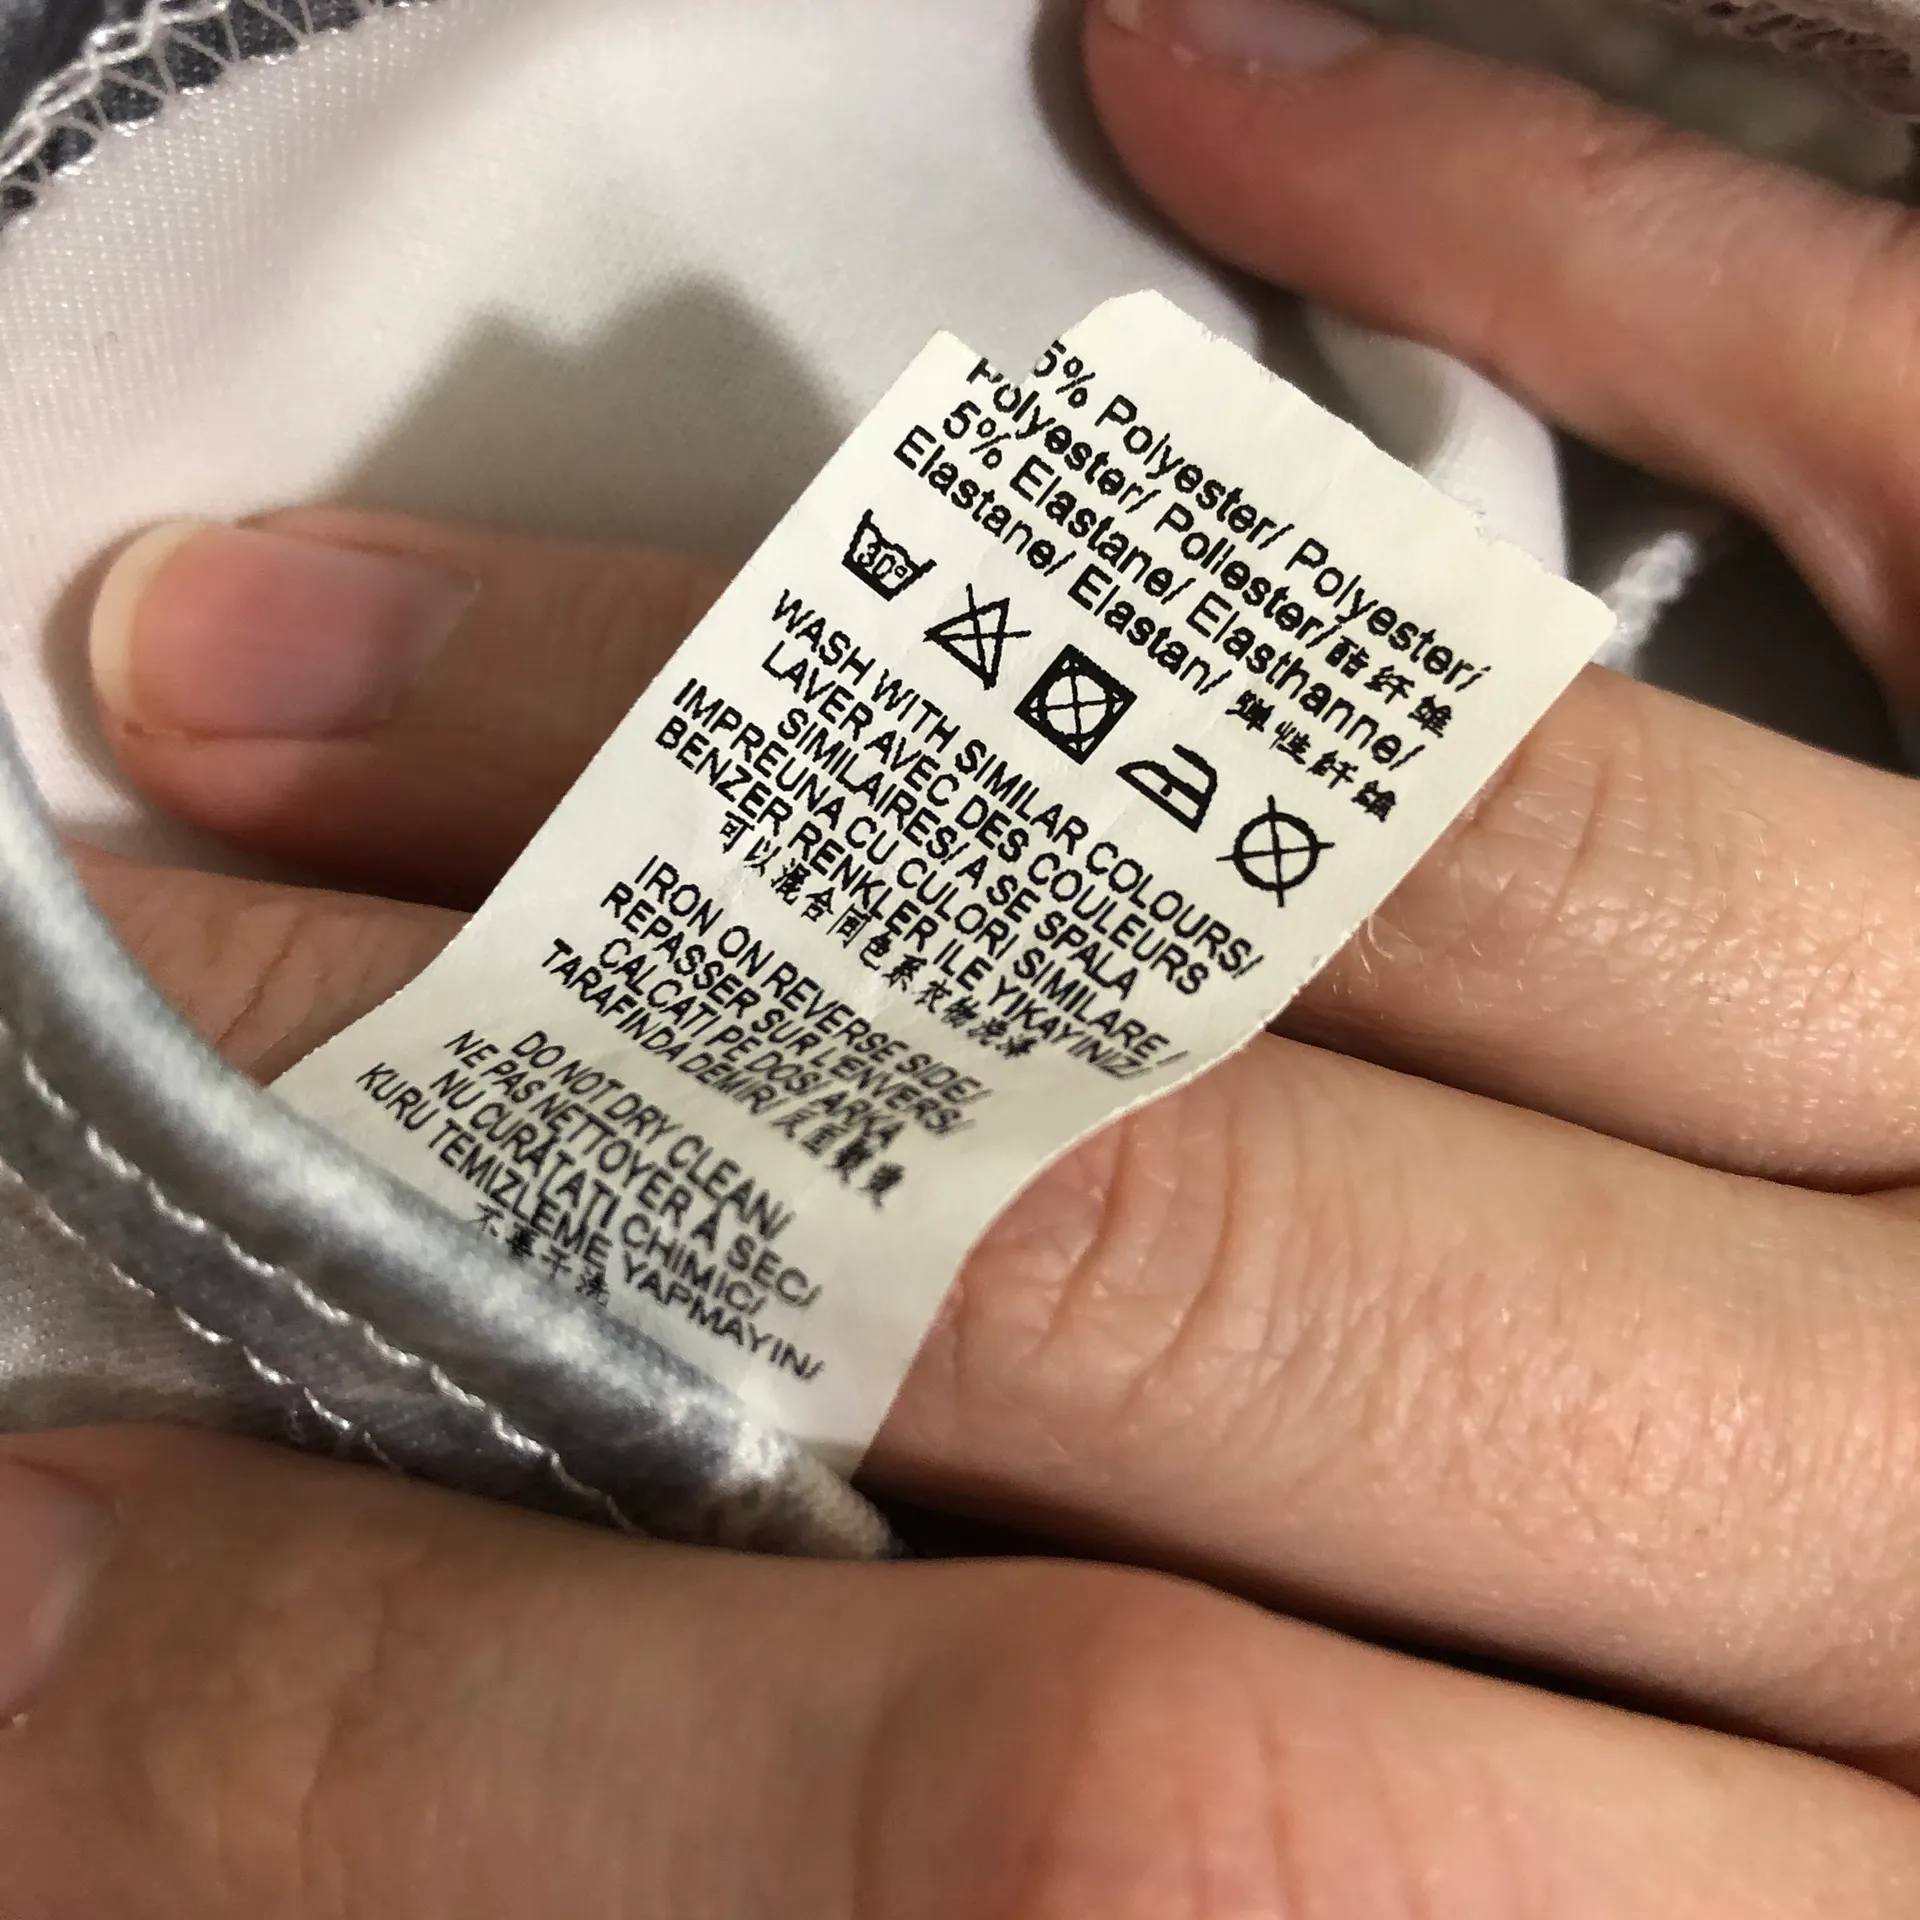 5% Polyester/ Polyester/
Polyester/ Poliester/酯纤维
5% Elastane/ Elasthanne/
Elastane/ Elastan/ 弹性纤维
30°
WASH WITH SIMILAR COLOURS/
LAVER AVEC DES COULEURS
SIMILAIRES/ A SE SPALA
IMPREUNA CU CULORI SIMILARE /
BENZER RENKLER ILE YIKAYINIZ/
可以混合同色系衣物洗涤
IRON ON REVERSE SIDE/
REPASSER SUR L'ENVERS/
CALCATI PE DOS/ ARKA
TARAFINDA DEMIR/
DO NOT DRY CLEAN/
NE PAS NETTOYER À SEC/
NU CURĂTATI CHIMIC/
KURU TEMIZLEME YAPMAYIN/
不要干洗